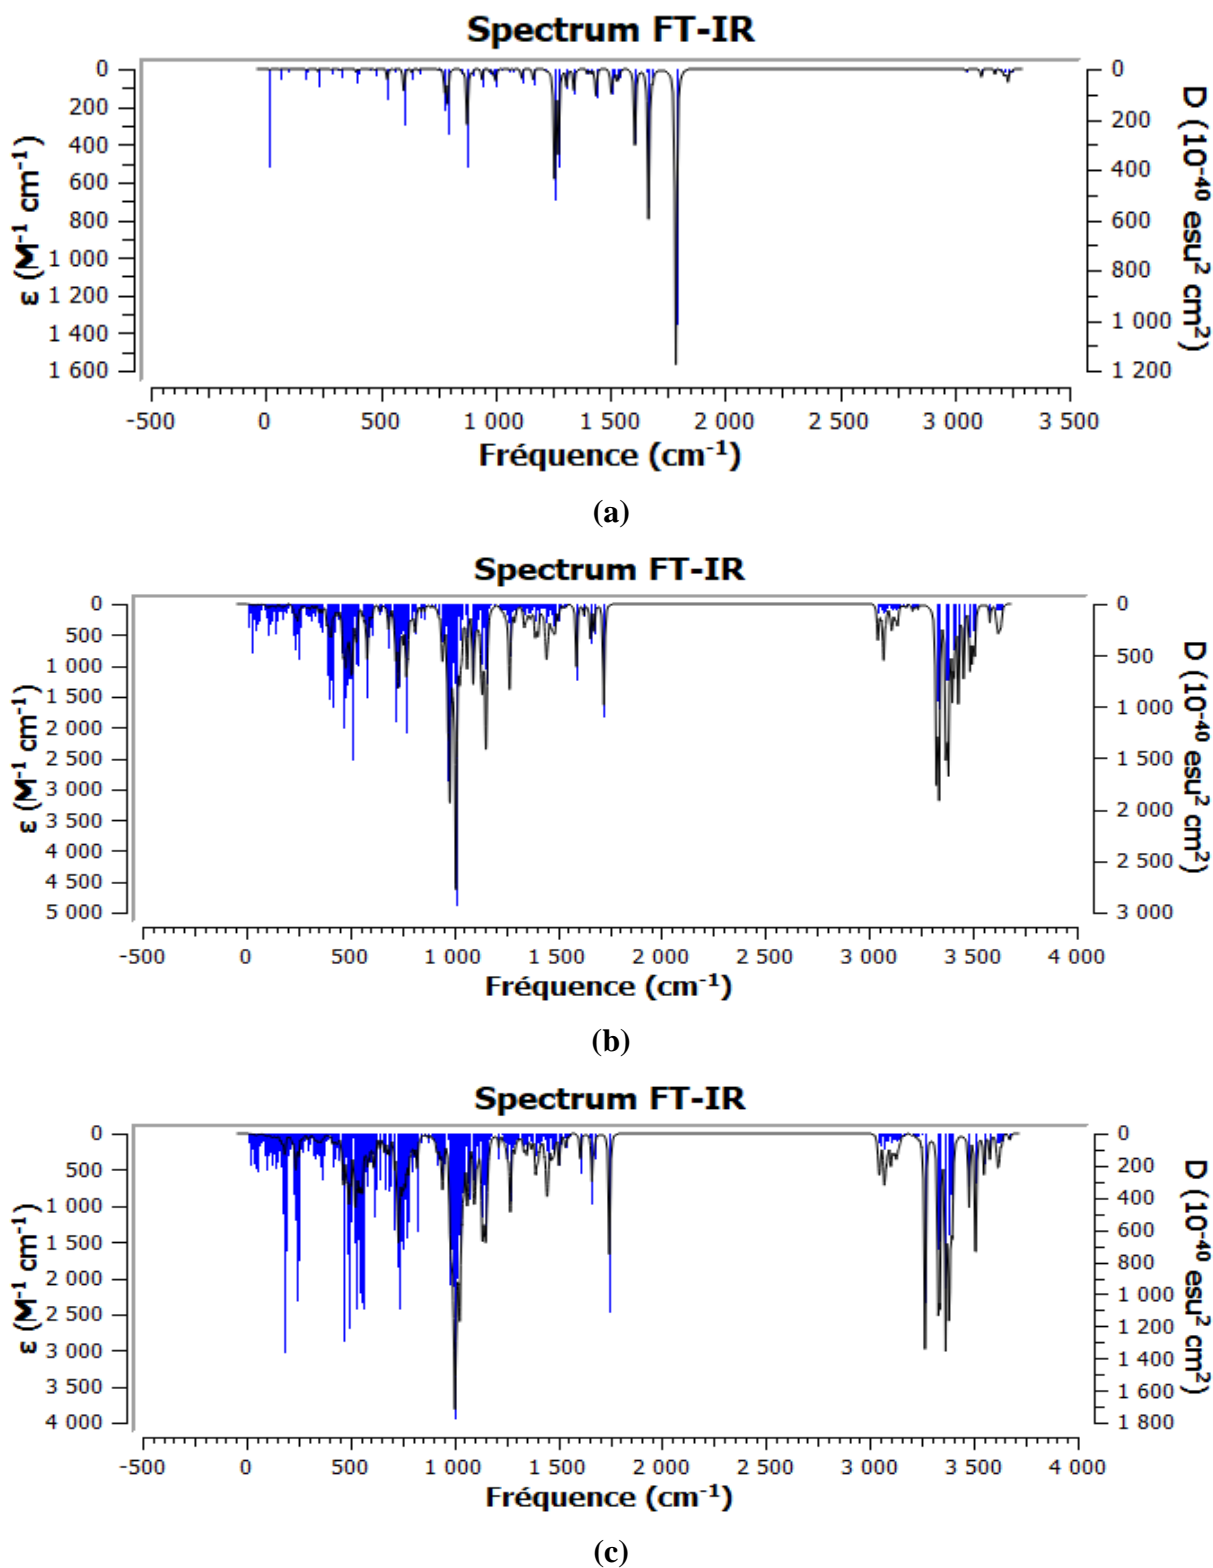 Spectrum FT-IR
0
200
400
600
800
1 000
1 200
1 400
1 600
ε (M⁻¹ cm⁻¹)
0
200
400
600
800
1 000
1 200
D (10⁻⁴⁰ esu² cm²)
-500 0 500 1 000 1 500 2 000 2 500 3 000 3 500
Fréquence (cm⁻¹)
(a)
Spectrum FT-IR
0
500
1 000
1 500
2 000
2 500
3 000
3 500
4 000
4 500
5 000
ε (M⁻¹ cm⁻¹)
0
500
1 000
1 500
2 000
2 500
3 000
D (10⁻⁴⁰ esu² cm²)
-500 0 500 1 000 1 500 2 000 2 500 3 000 3 500 4 000
Fréquence (cm⁻¹)
(b)
Spectrum FT-IR
0
500
1 000
1 500
2 000
2 500
3 000
3 500
4 000
ε (M⁻¹ cm⁻¹)
0
200
400
600
800
1 000
1 200
1 400
1 600
1 800
D (10⁻⁴⁰ esu² cm²)
-500 0 500 1 000 1 500 2 000 2 500 3 000 3 500 4 000
Fréquence (cm⁻¹)
(c)